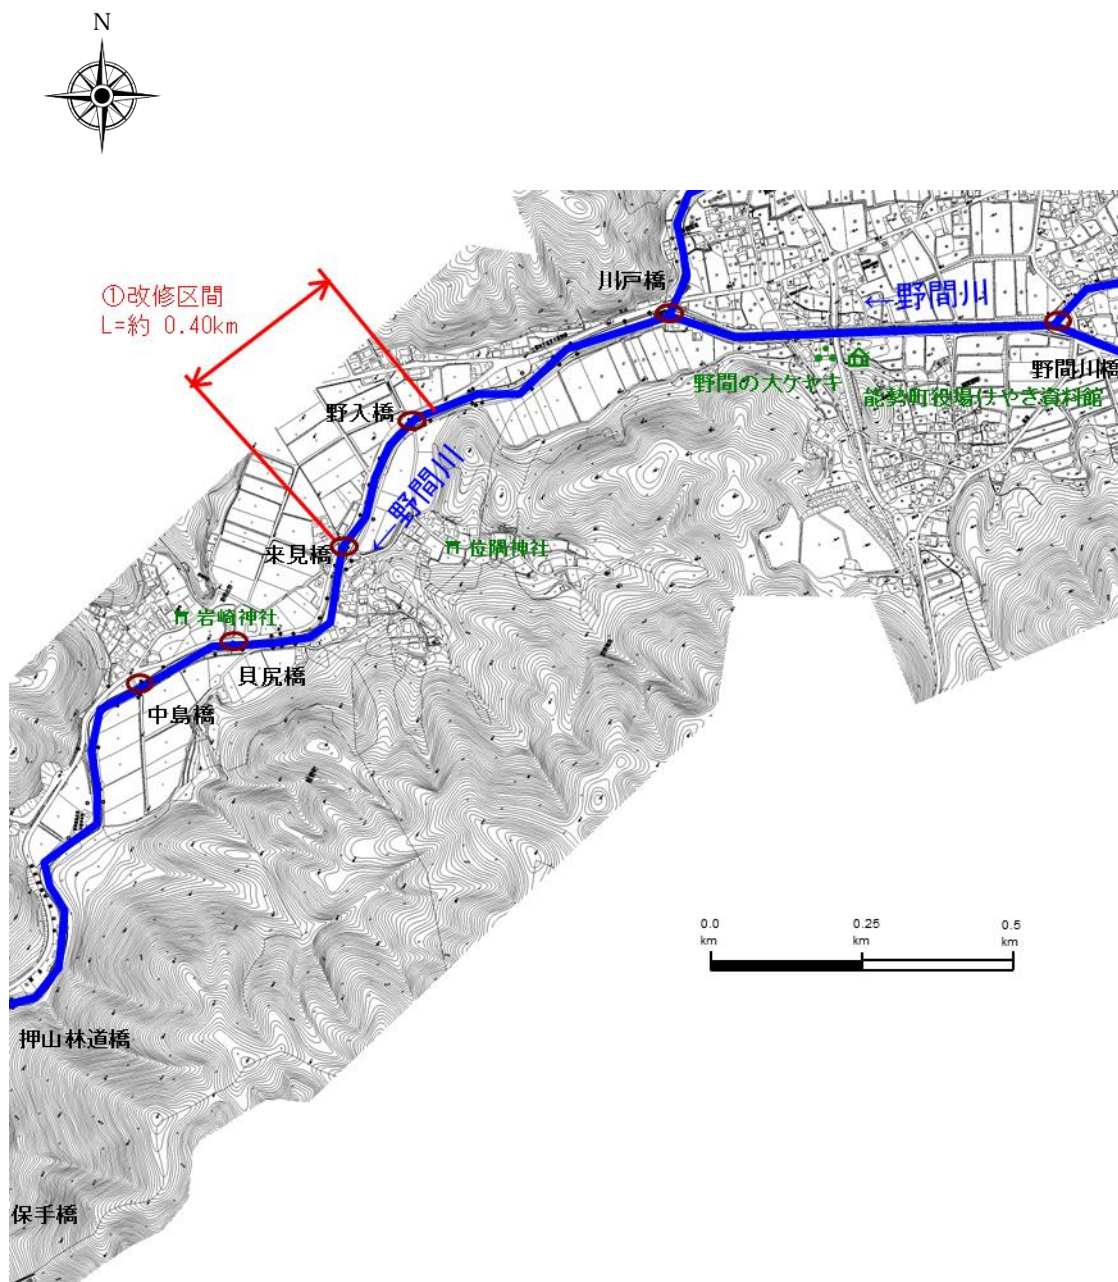 N
川戸橋
←野間川
①改修区間
L=約 0.40km
野間川橋
野間の大ケヤキ
能勢町役場けやき資料館
野入橋
←野間川
来見橋
位隅神社
岩崎神社
貝尻橋
中島橋
0.0
km
0.25
km
0.5
km
押山林道橋
保手橋